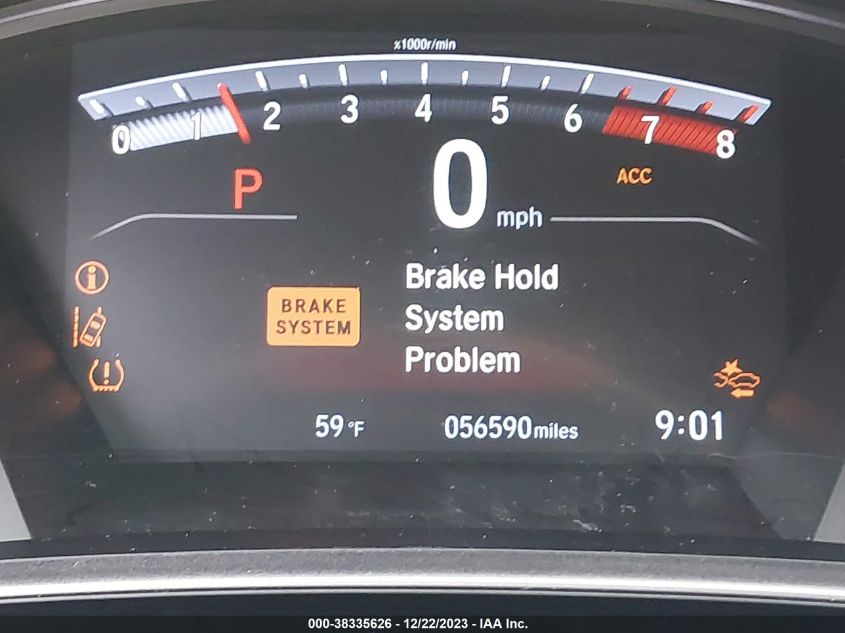 x1000r/min
0 1 2 3 4 5 6 7 8
P 0 mph ACC
BRAKE
SYSTEM
Brake Hold
System
Problem
59°F 056590 miles 9:01
000-38335626 - 12/22/2023 - IAA Inc.